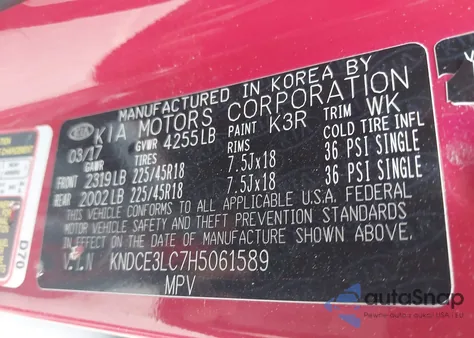 MANUFACTURED IN KOREA BY
KIA MOTORS CORPORATION
03/17 GVWR 4255LB PAINT K3R TRIM WK
GAWR TIRES RIMS COLD TIRE INFL
FRONT 2319LB 225/45R18 7.5Jx18 36 PSI SINGLE
REAR 2002LB 225/45R18 7.5Jx18 36 PSI SINGLE
THIS VEHICLE CONFORMS TO ALL APPLICABLE U.S.A. FEDERAL
MOTOR VEHICLE SAFETY AND THEFT PREVENTION STANDARDS
IN EFFECT ON THE DATE OF MANUFACTURE SHOWN ABOVE.
V.I.N KNDCE3LC7H5061589
MPV
D70
autoSnap